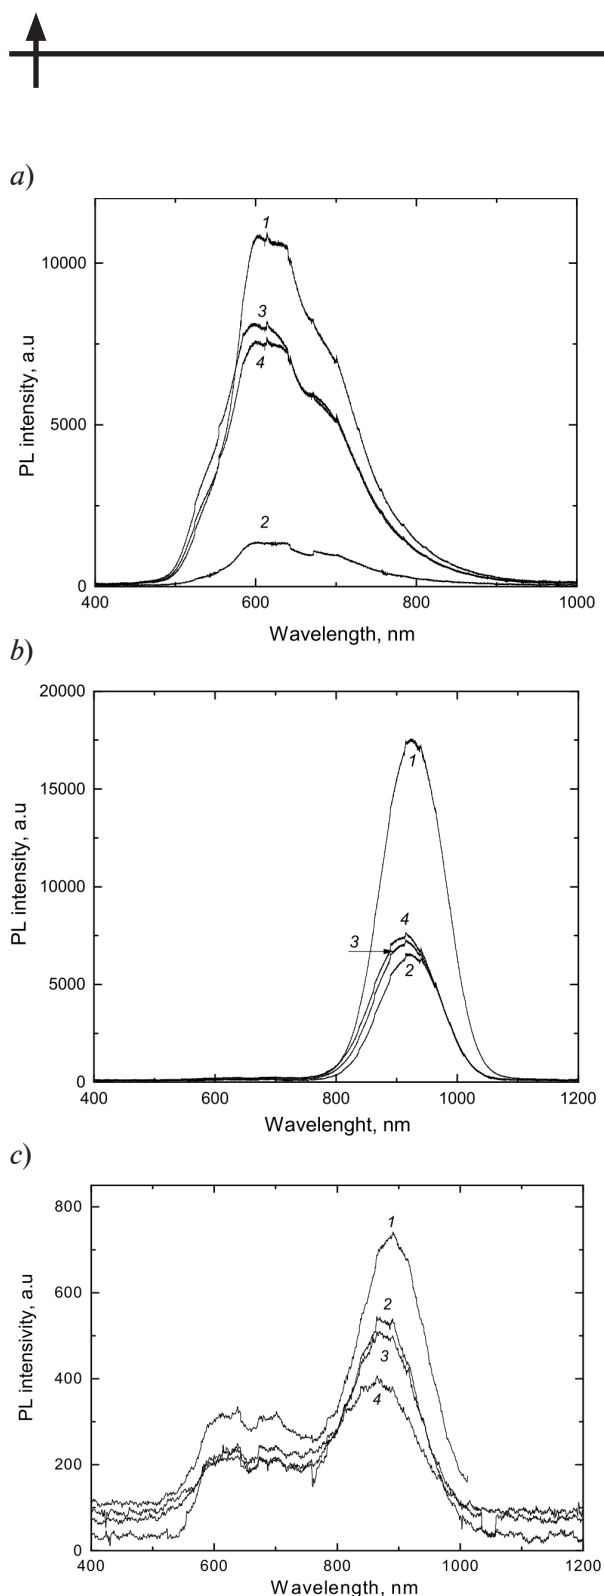 a)
1
10000
3
4
5000
2
0
400 600 800 1000
PL intensity, a.u
Wavelength, nm
b)
20000
1
15000
10000
4
3
2
5000
0
400 600 800 1000 1200
PL intensity, a.u
Wavelenght, nm
c)
800
1
600
2
3
400
4
200
0
400 600 800 1000 1200
PL intensivity, a.u
Wavelength, nm